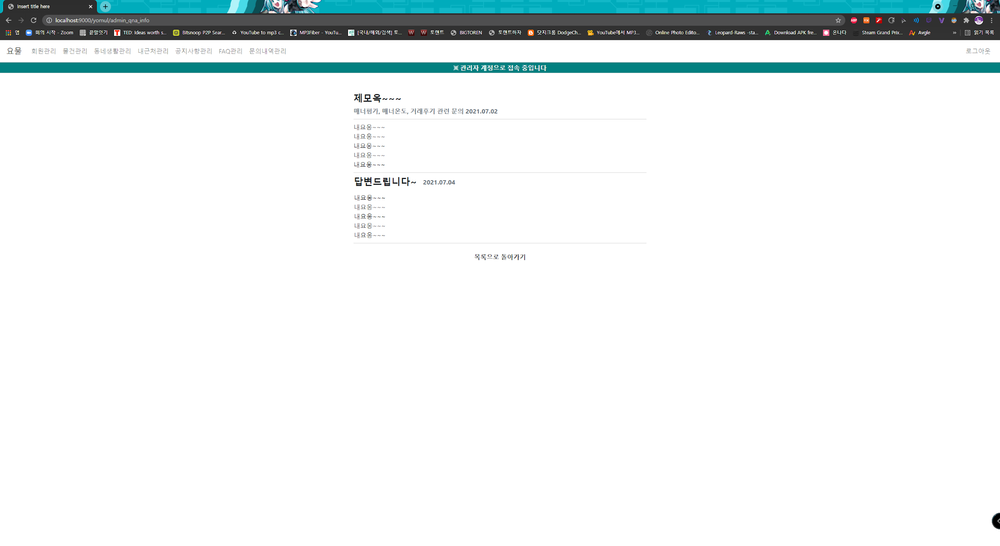 Insert title here
localhost:9000/yomul/admin_qna_info
앱 회의 시작 - Zoom 끝말잇기 TED: Ideas worth s... Bitsnoop P2P Sear... YouTube to mp3 c... MP3Fiber - YouTu... [국내/해외/검색] 토... 토렌트 BIGTOREN 토렌트하자 닷지크롬 DodgeCh... YouTube에서 MP3... Online Photo Edito... Leopard-Raws -sta... Download APK fre... 온나다 Steam Grand Prix... Avgle » 읽기 목록
요물 회원관리 물건관리 동네생활관리 내근처관리 공지사항관리 FAQ관리 문의내역관리 로그아웃
※ 관리자 계정으로 접속 중입니다
제모옥~~~
매너평가, 매너온도, 거래후기 관련 문의 2021.07.02
내요옹~~~
내요옹~~~
내요옹~~~
내요옹~~~
내요옹~~~
답변드립니다~ 2021.07.04
내요옹~~~
내요옹~~~
내요옹~~~
내요옹~~~
내요옹~~~
목록으로 돌아가기